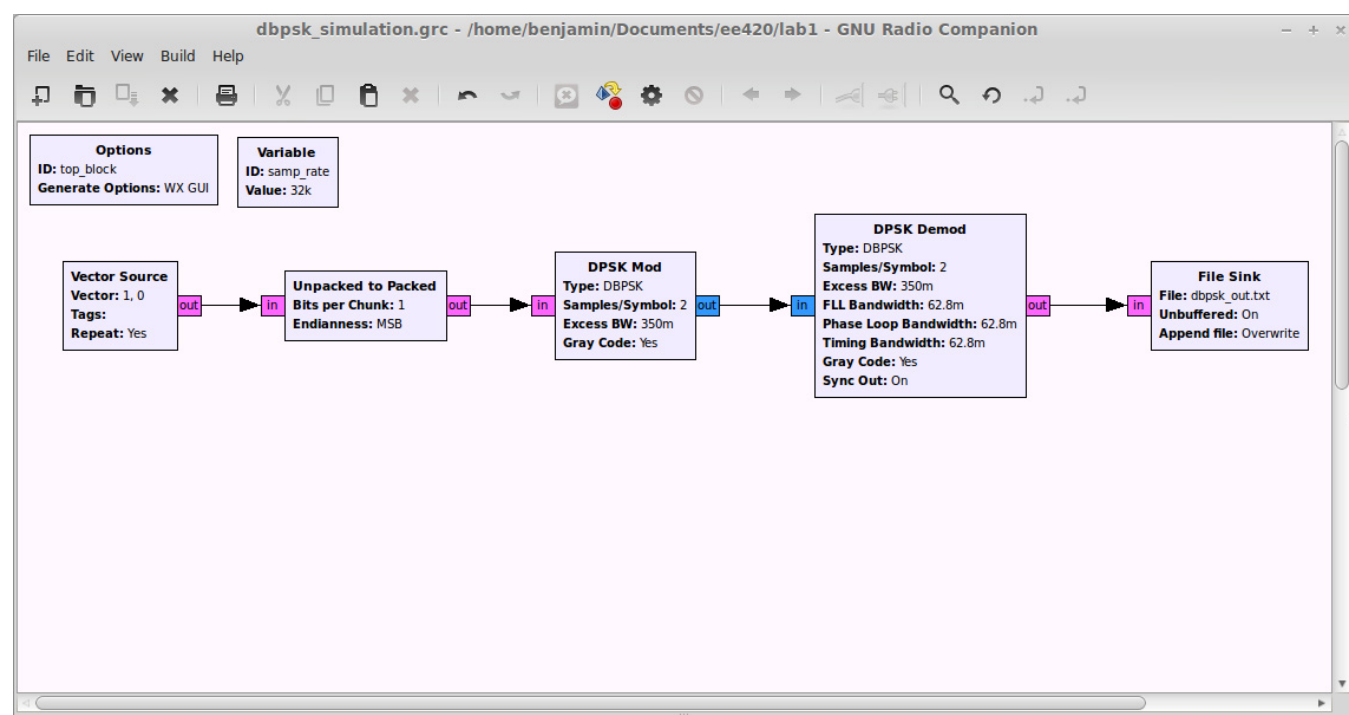 dbpsk_simulation.grc - /home/benjamin/Documents/ee420/lab1 - GNU Radio Companion
File Edit View Build Help
Options
ID: top_block
Generate Options: WX GUI
Variable
ID: samp_rate
Value: 32k
Vector Source
Vector: 1, 0
Tags:
Repeat: Yes
out
in
Unpacked to Packed
Bits per Chunk: 1
Endianness: MSB
out
in
DPSK Mod
Type: DBPSK
Samples/Symbol: 2
Excess BW: 350m
Gray Code: Yes
out
in
DPSK Demod
Type: DBPSK
Samples/Symbol: 2
Excess BW: 350m
FLL Bandwidth: 62.8m
Phase Loop Bandwidth: 62.8m
Timing Bandwidth: 62.8m
Gray Code: Yes
Sync Out: On
out
in
File Sink
File: dbpsk_out.txt
Unbuffered: On
Append file: Overwrite